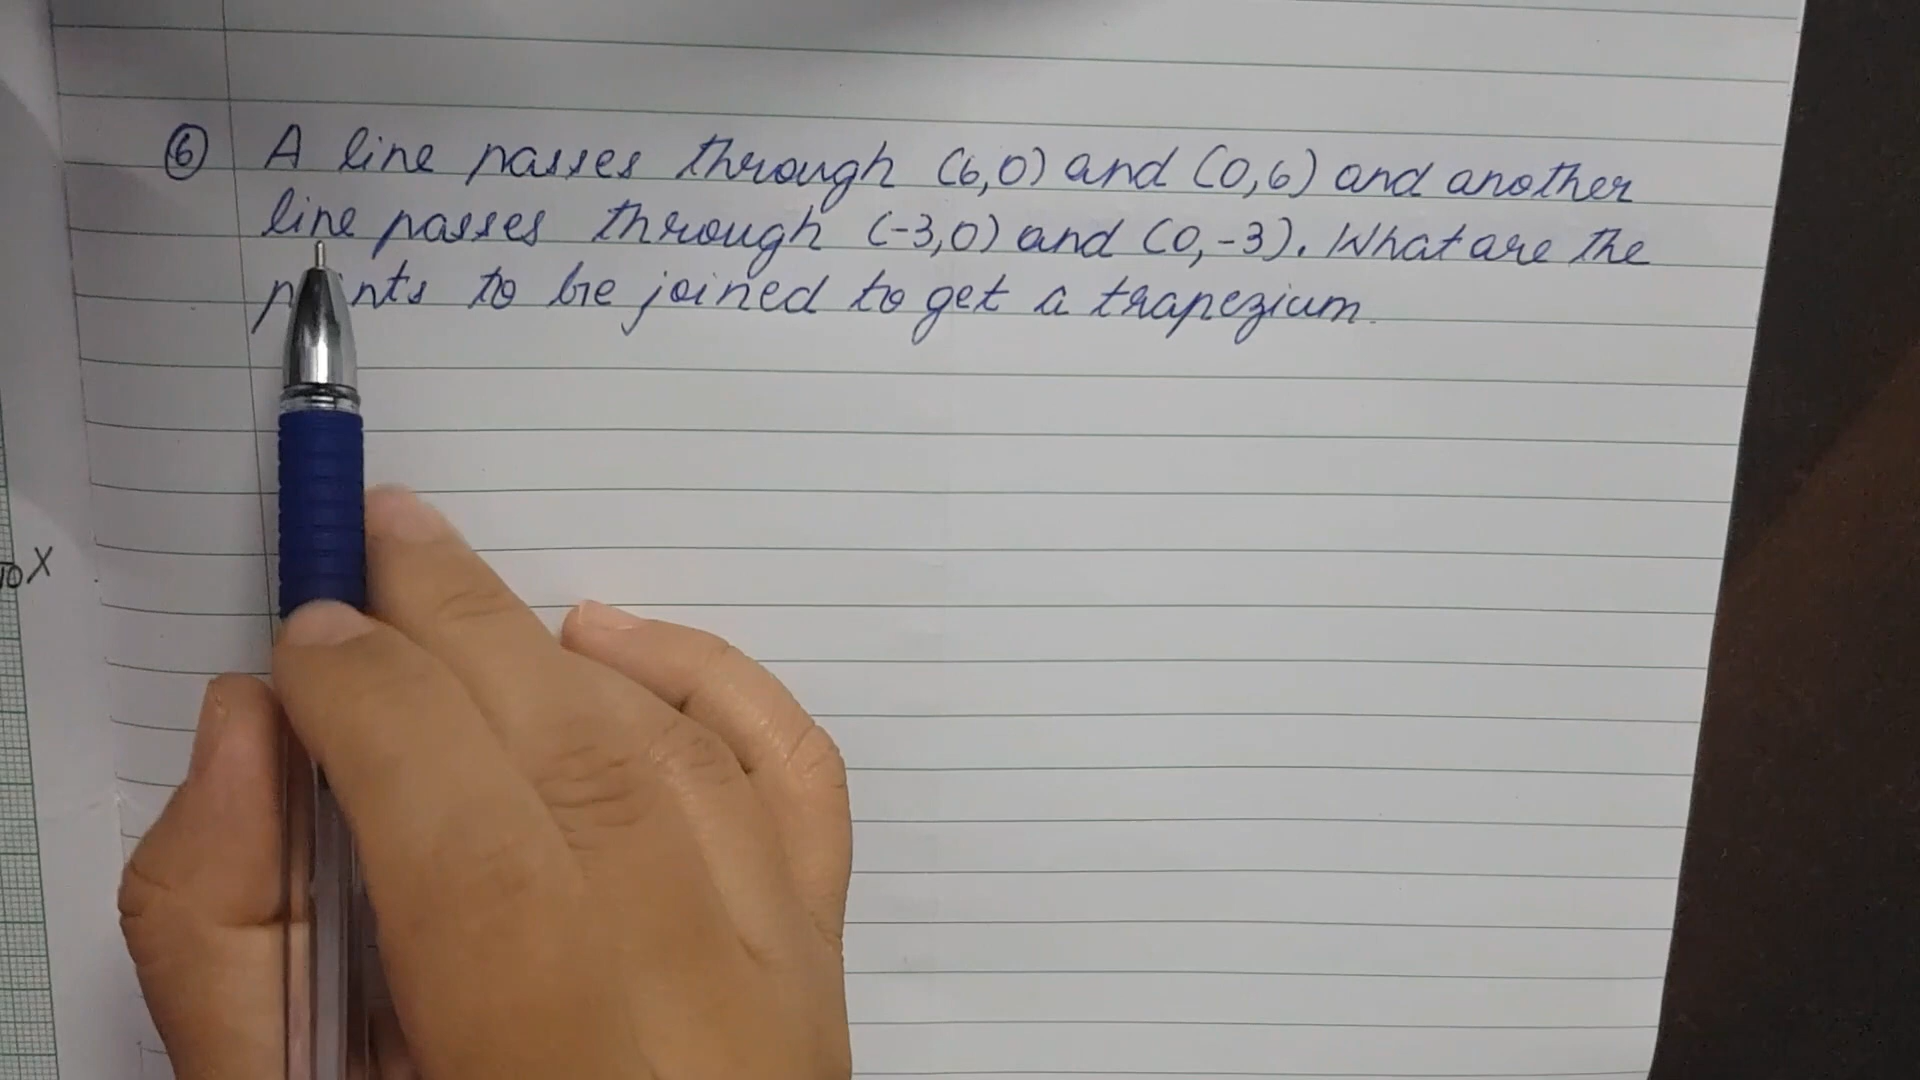 ⑥ A line passes through (6,0) and (0,6) and another
line passes through (-3,0) and (0,-3). What are the
to be joined to get a trapezium.
10 X